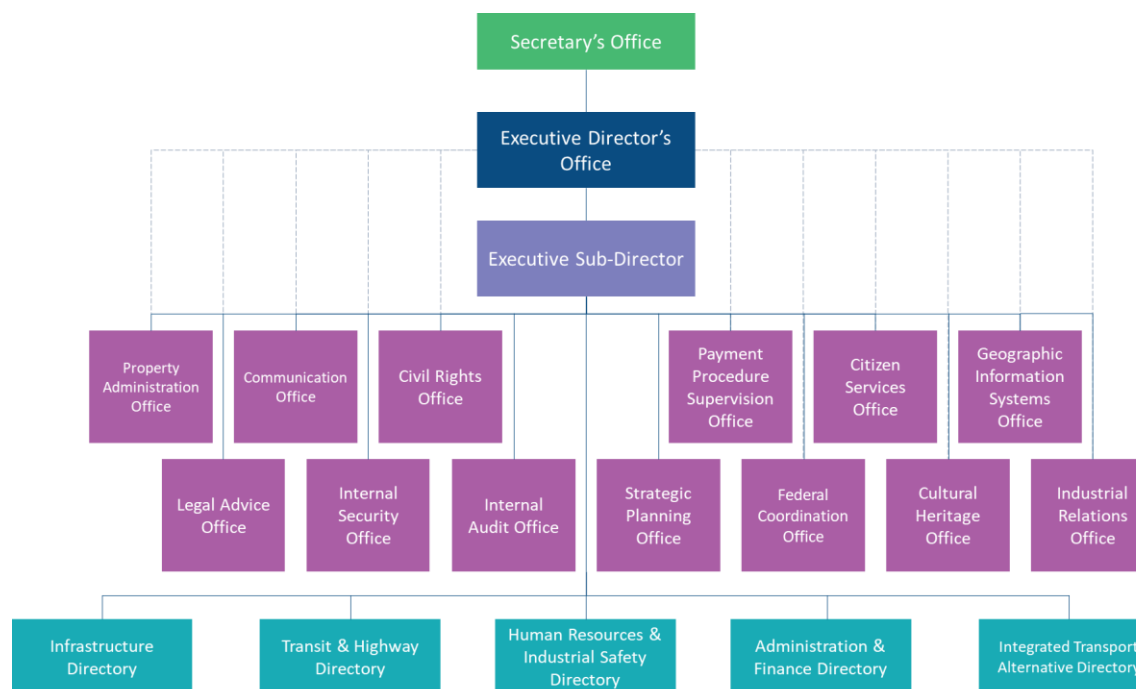 Secretary’s Office
Executive Director’s
Office
Executive Sub-Director
Property
Administration
Office
Communication
Office
Civil Rights
Office
Payment
Procedure
Supervision
Office
Citizen
Services
Office
Geographic
Information
Systems
Office
Legal Advice
Office
Internal
Security
Office
Internal
Audit Office
Strategic
Planning
Office
Federal
Coordination
Office
Cultural
Heritage
Office
Industrial
Relations
Office
Infrastructure
Directory
Transit & Highway
Directory
Human Resources &
Industrial Safety
Directory
Administration &
Finance Directory
Integrated Transport
Alternative Directory